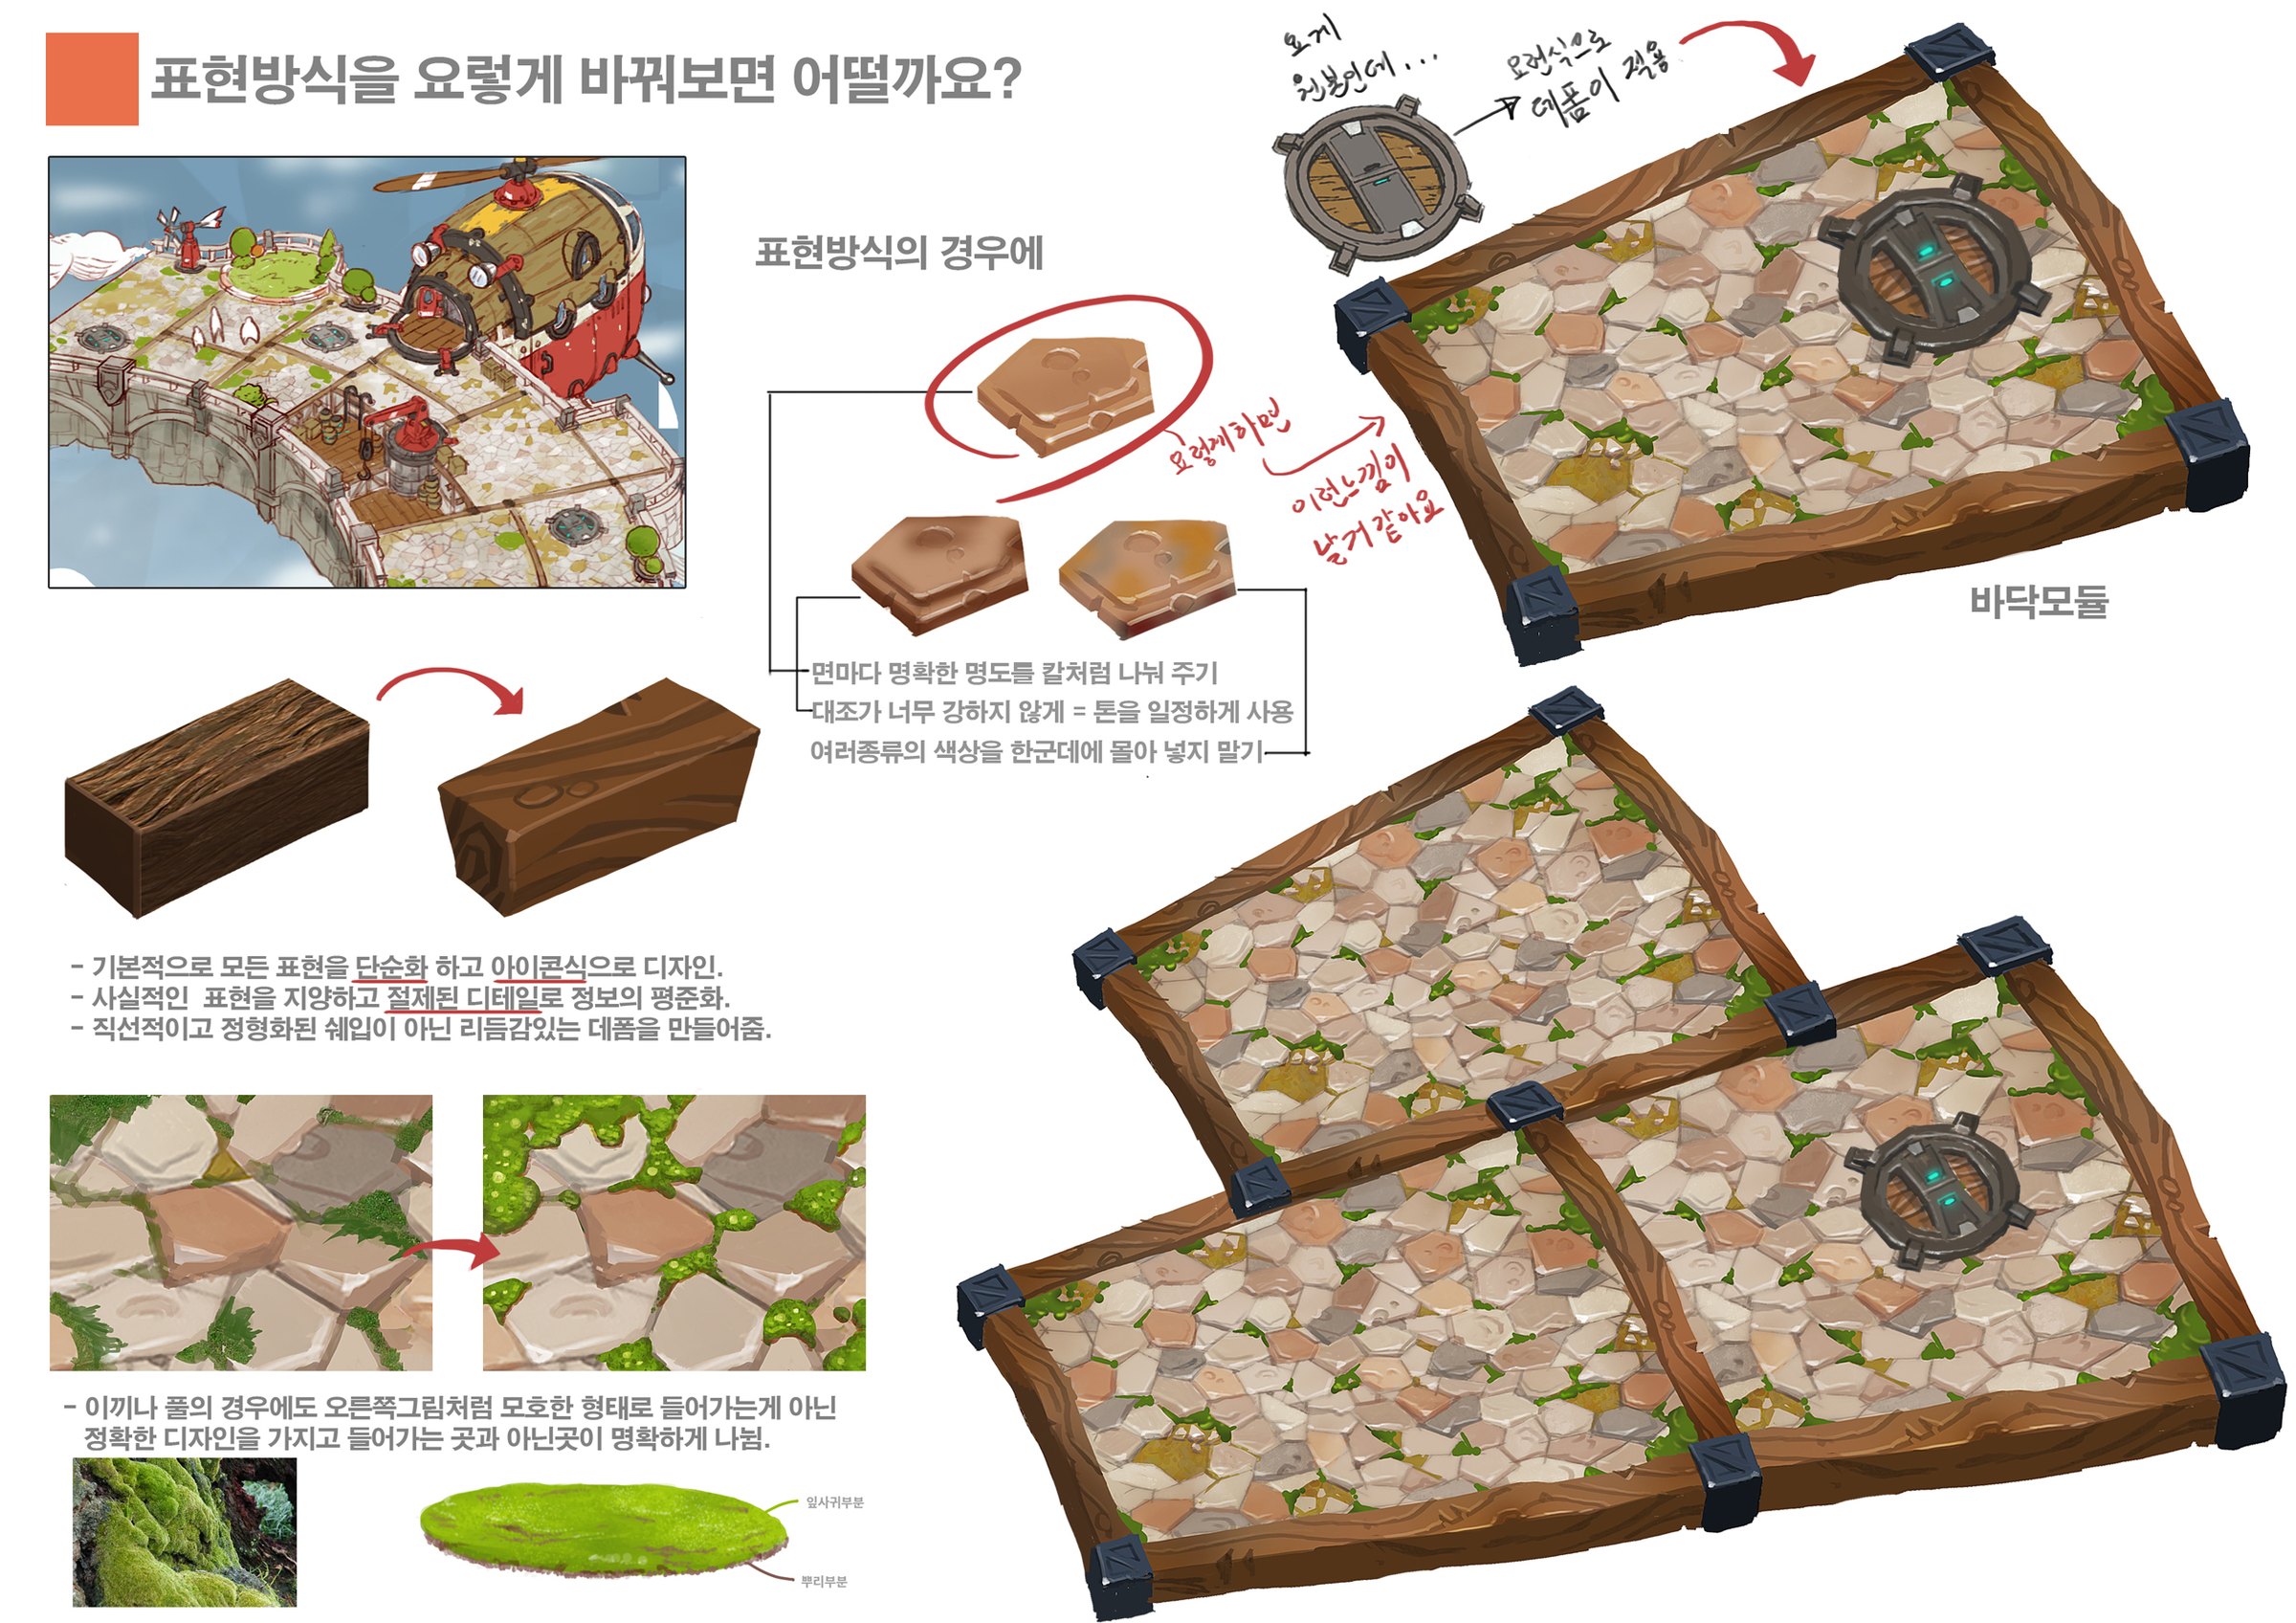 표현방식을 요렇게 바꿔보면 어떨까요?
요게
원본인데...
요런식으로
데폼이 적용
표현방식의 경우에
요렇게하면
이런느낌이
날거 같아요
바닥모듈
면마다 명확한 명도를 칼처럼 나눠 주기
대조가 너무 강하지 않게 = 톤을 일정하게 사용
여러종류의 색상을 한군데에 몰아 넣지 말기
- 기본적으로 모든 표현을 단순화 하고 아이콘식으로 디자인.
- 사실적인 표현을 지양하고 절제된 디테일로 정보의 평준화.
- 직선적이고 정형화된 쉐입이 아닌 리듬감있는 데폼을 만들어줌.
- 이끼나 풀의 경우에도 오른쪽그림처럼 모호한 형태로 들어가는게 아닌
정확한 디자인을 가지고 들어가는 곳과 아닌곳이 명확하게 나뉨.
잎사귀부분
뿌리부분